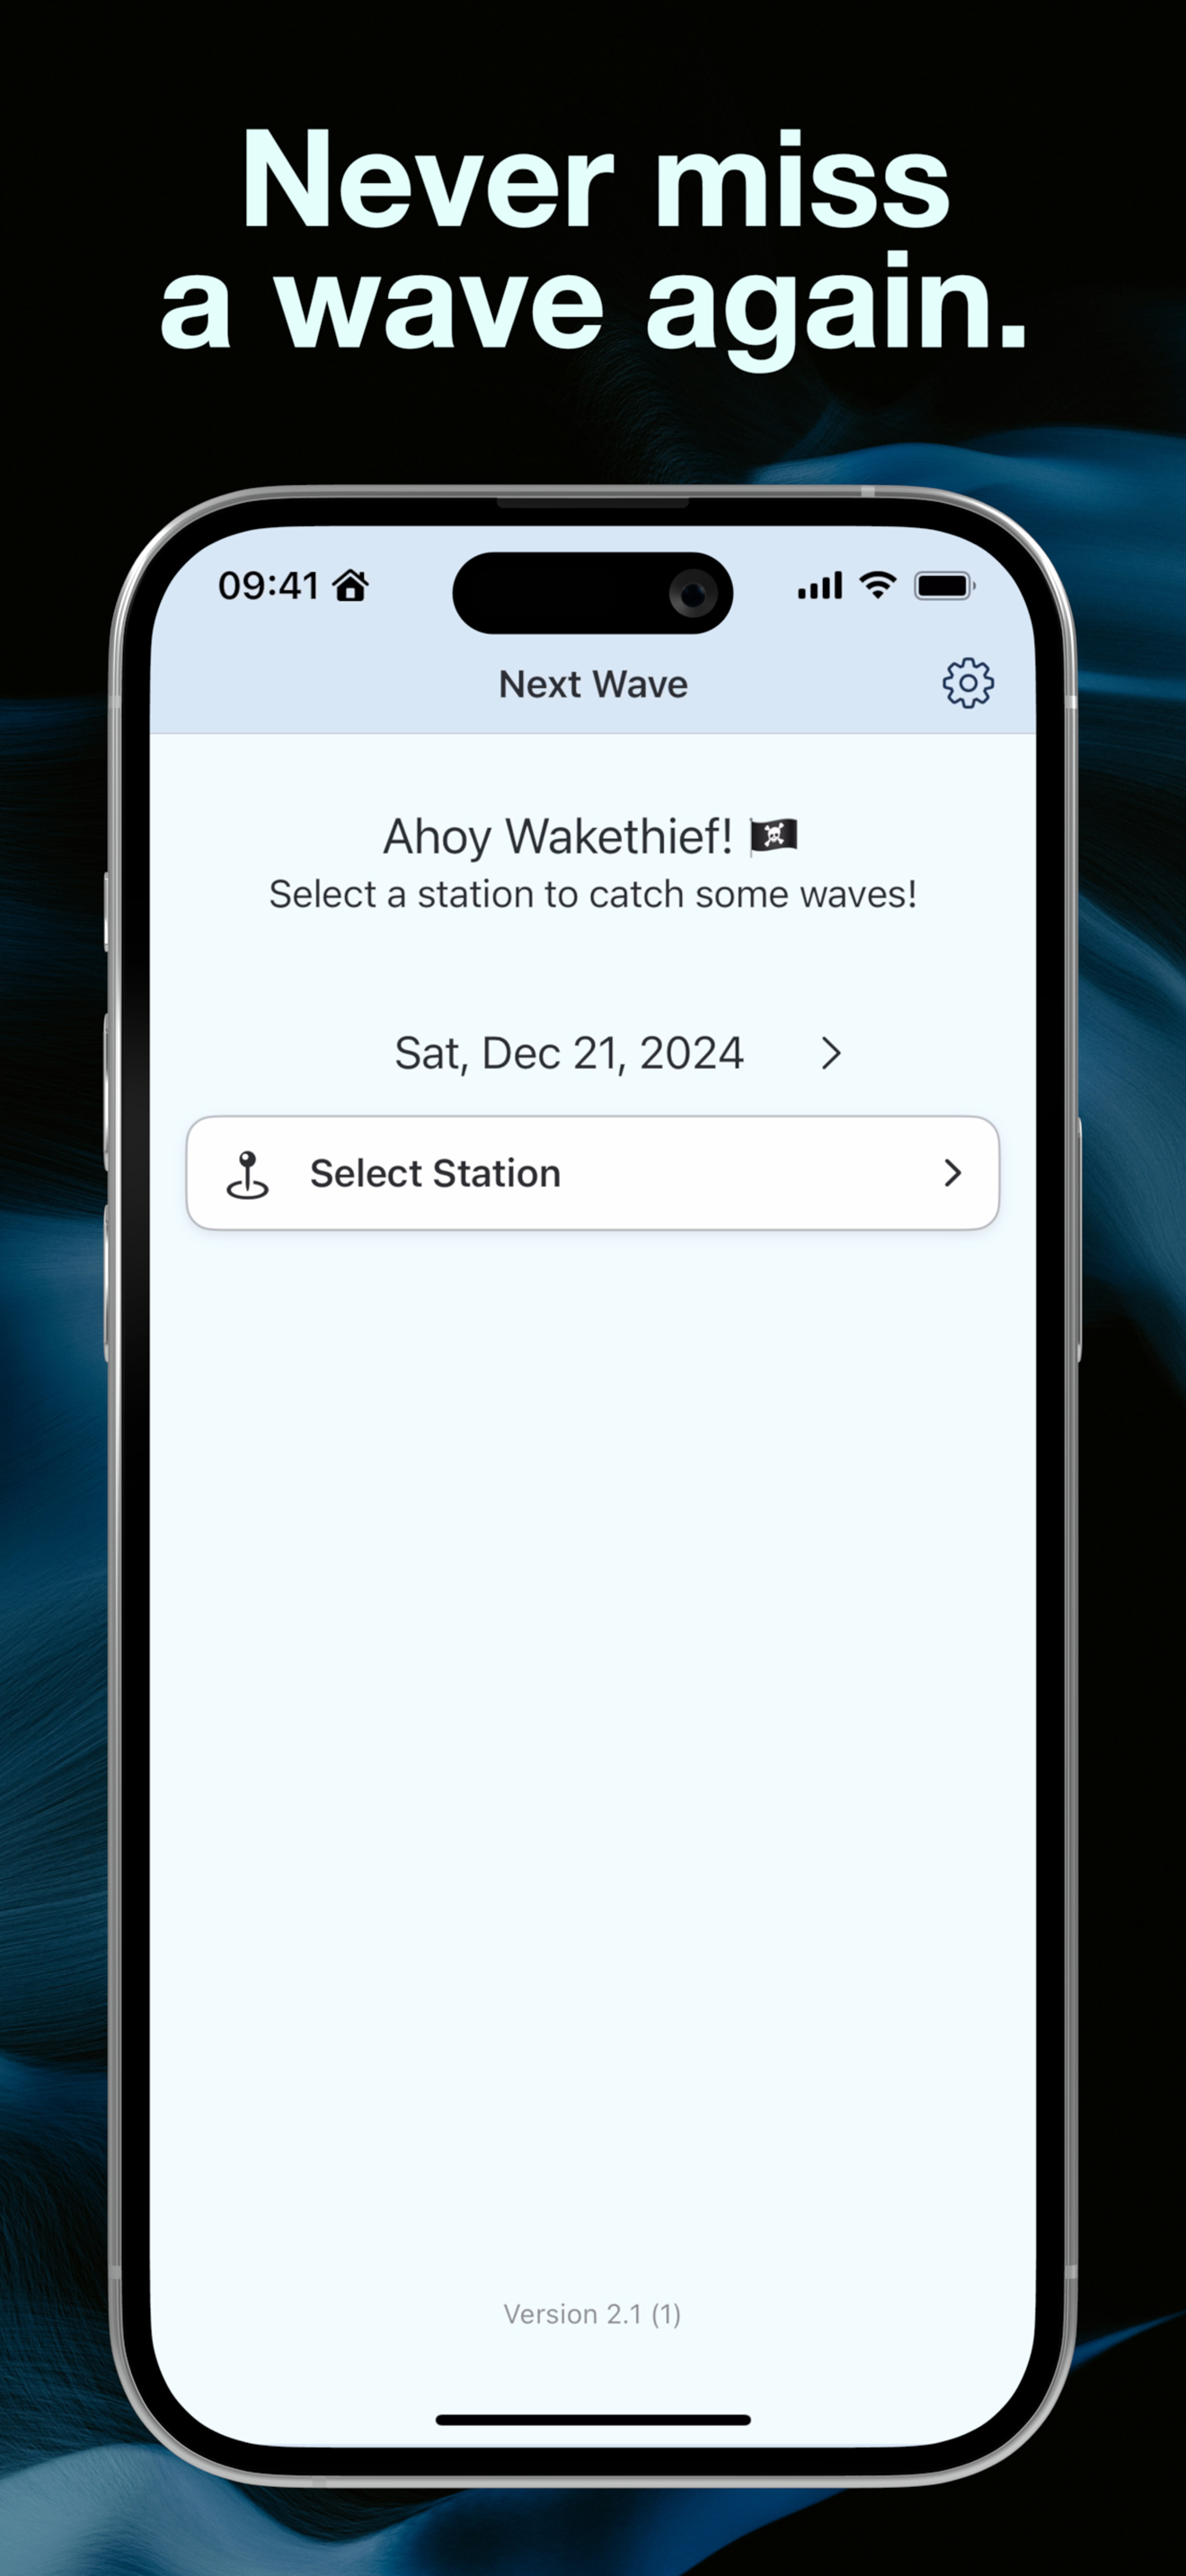 Never miss
a wave again.
09:41
Next Wave
Ahoy Wakethief! 🏴‍☠️
Select a station to catch some waves!
Sat, Dec 21, 2024
Select Station
Version 2.1 (1)